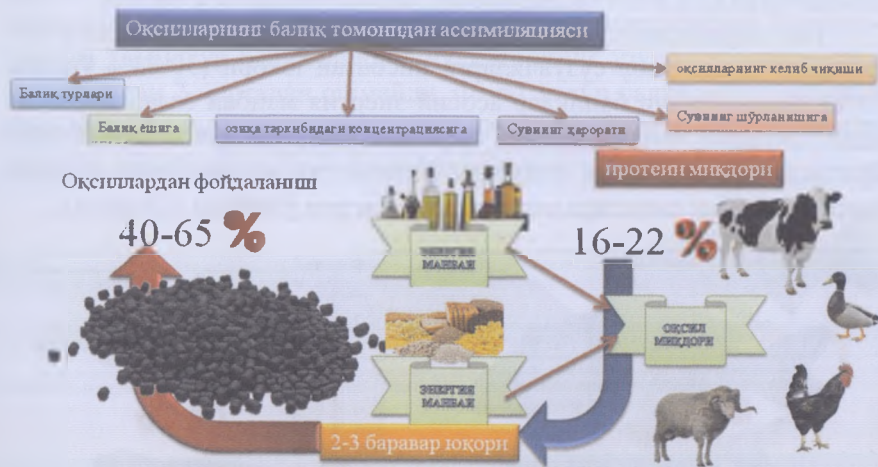 Оқсилларнинг балиқ томонидан ассимиляцияси
оқсилларнинг келиб чиқиши
Балиқ турлари
Балиқ ёшига
озиқа таркибидаги концентрациясига
Сувнинг ҳарорати
Сувнинг шўрланишига
Оқсиллардан фойдаланиш
протеин миқдори
40-65 %
16-22 %
ЭНЕРГИЯ
МАНБАИ
ОҚСИЛ
МИҚДОРИ
ЭНЕРГИЯ
МАНБАИ
2-3 баравар юқори